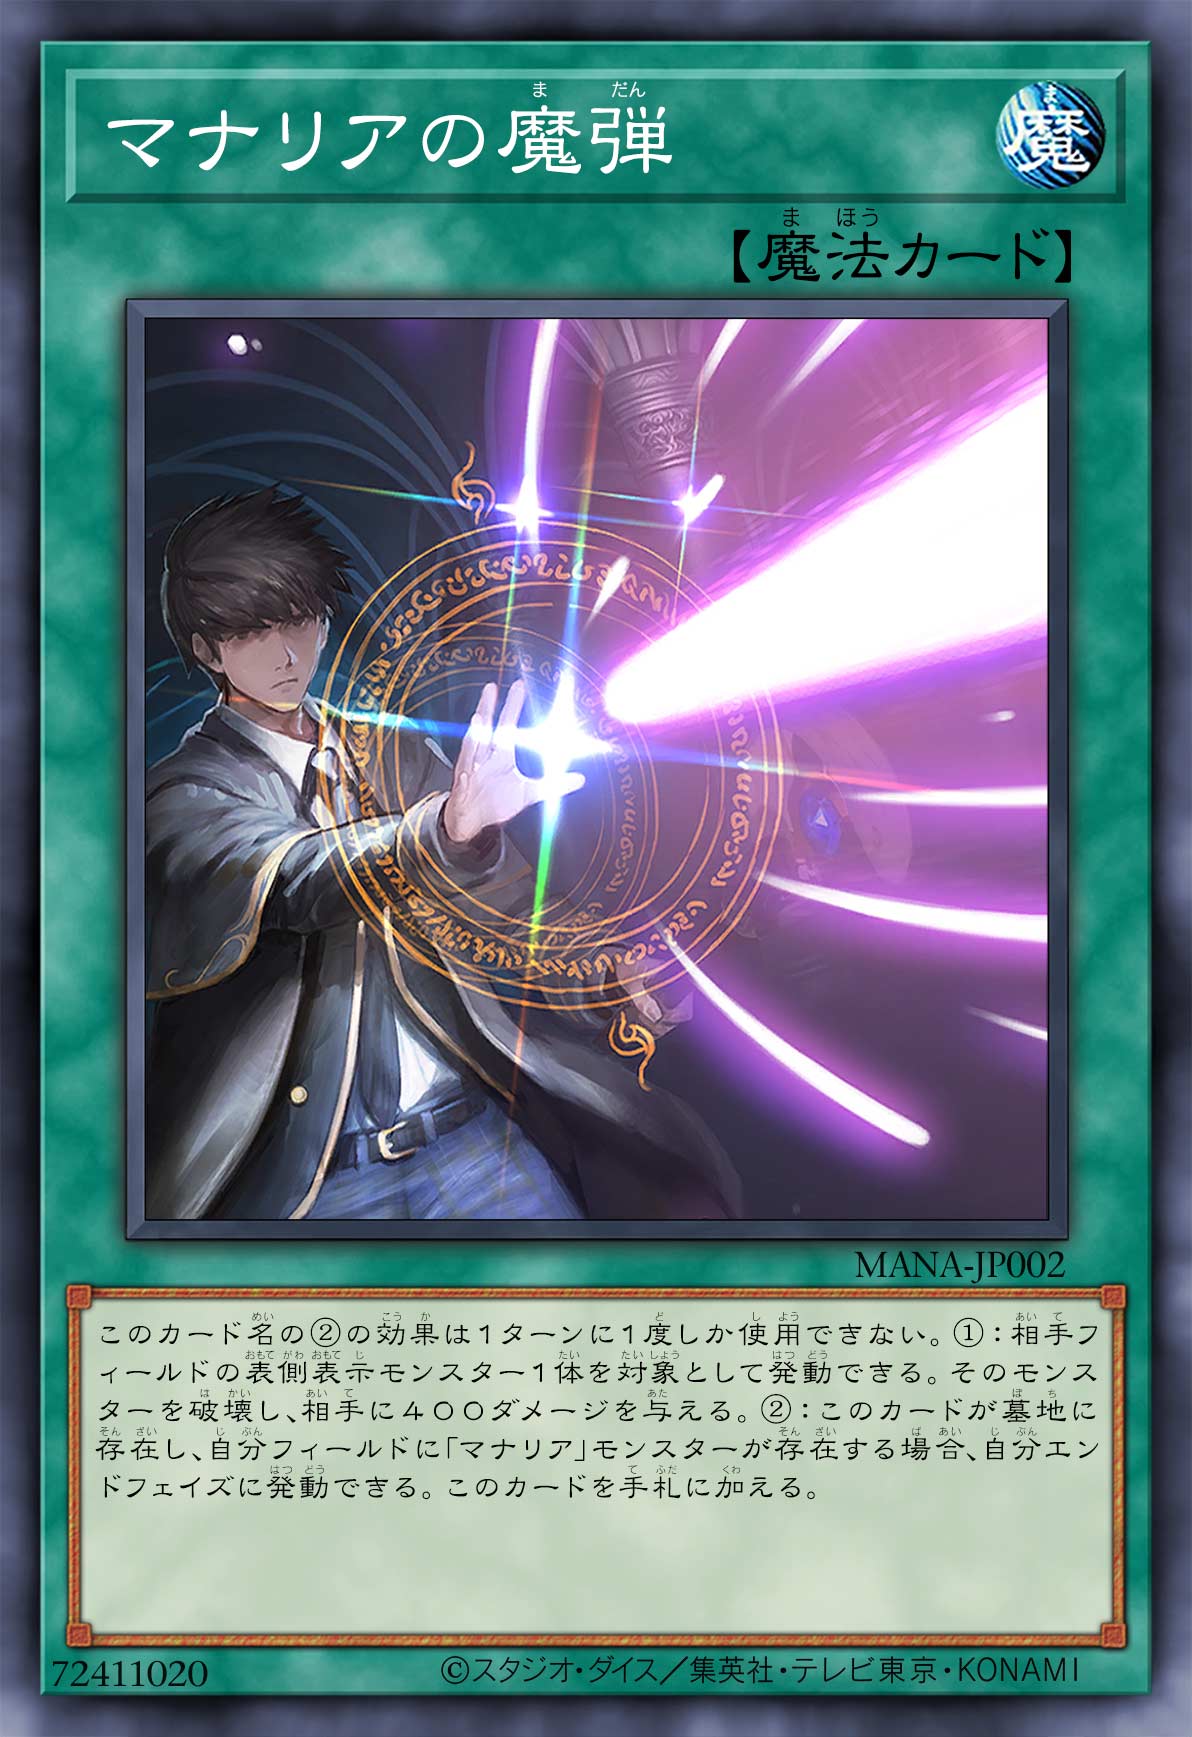 マナリアの魔弾
魔
【魔法カード】
MANA-JP002
このカード名の②の効果は１ターンに１度しか使用できない。①：相手フ
ィールドの表側表示モンスター１体を対象として発動できる。そのモンス
ターを破壊し、相手に４００ダメージを与える。②：このカードが墓地に
存在し、自分フィールドに「マナリア」モンスターが存在する場合、自分エン
ドフェイズに発動できる。このカードを手札に加える。
72411020
©スタジオ・ダイス／集英社・テレビ東京・KONAMI